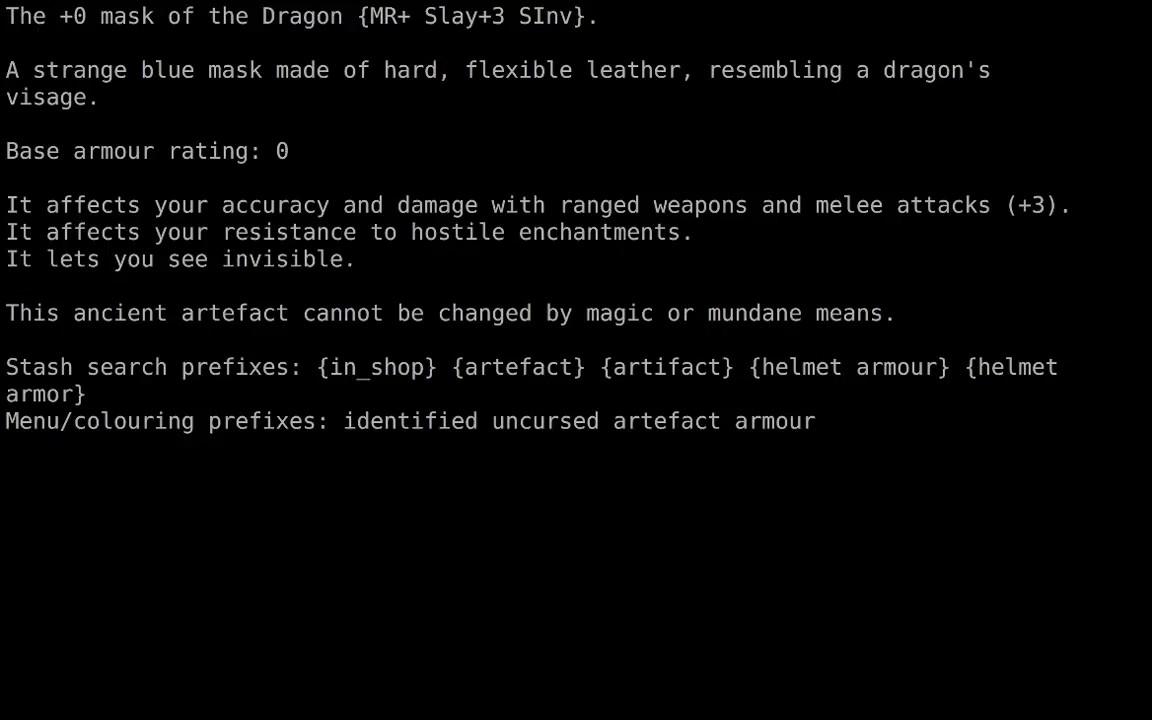 The +0 mask of the Dragon {MR+ Slay+3 SInv}.
A strange blue mask made of hard, flexible leather, resembling a dragon's
visage.
Base armour rating: 0
It affects your accuracy and damage with ranged weapons and melee attacks (+3).
It affects your resistance to hostile enchantments.
It lets you see invisible.
This ancient artefact cannot be changed by magic or mundane means.
Stash search prefixes: {in_shop} {artefact} {artifact} {helmet armour} {helmet
armor}
Menu/colouring prefixes: identified uncursed artefact armour